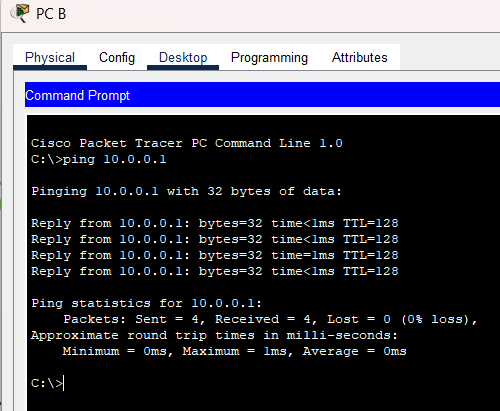 PC B
Physical Config Desktop Programming Attributes
Command Prompt
Cisco Packet Tracer PC Command Line 1.0
C:\>ping 10.0.0.1
Pinging 10.0.0.1 with 32 bytes of data:
Reply from 10.0.0.1: bytes=32 time<1ms TTL=128
Reply from 10.0.0.1: bytes=32 time<1ms TTL=128
Reply from 10.0.0.1: bytes=32 time=1ms TTL=128
Reply from 10.0.0.1: bytes=32 time<1ms TTL=128
Ping statistics for 10.0.0.1:
Packets: Sent = 4, Received = 4, Lost = 0 (0% loss),
Approximate round trip times in milli-seconds:
Minimum = 0ms, Maximum = 1ms, Average = 0ms
C:\>